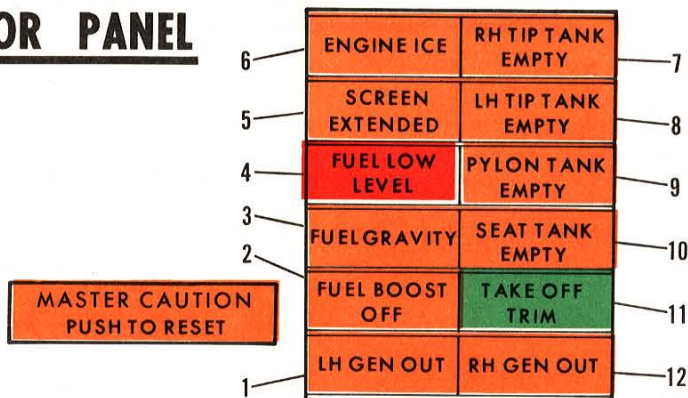 OR PANEL
6
ENGINE ICE
RH TIP TANK
EMPTY
7
5
SCREEN
EXTENDED
LH TIP TANK
EMPTY
8
4
FUEL LOW
LEVEL
PYLON TANK
EMPTY
9
3
FUEL GRAVITY
SEAT TANK
EMPTY
10
2
FUEL BOOST
OFF
TAKE OFF
TRIM
11
MASTER CAUTION
PUSH TO RESET
1
LH GEN OUT
RH GEN OUT
12